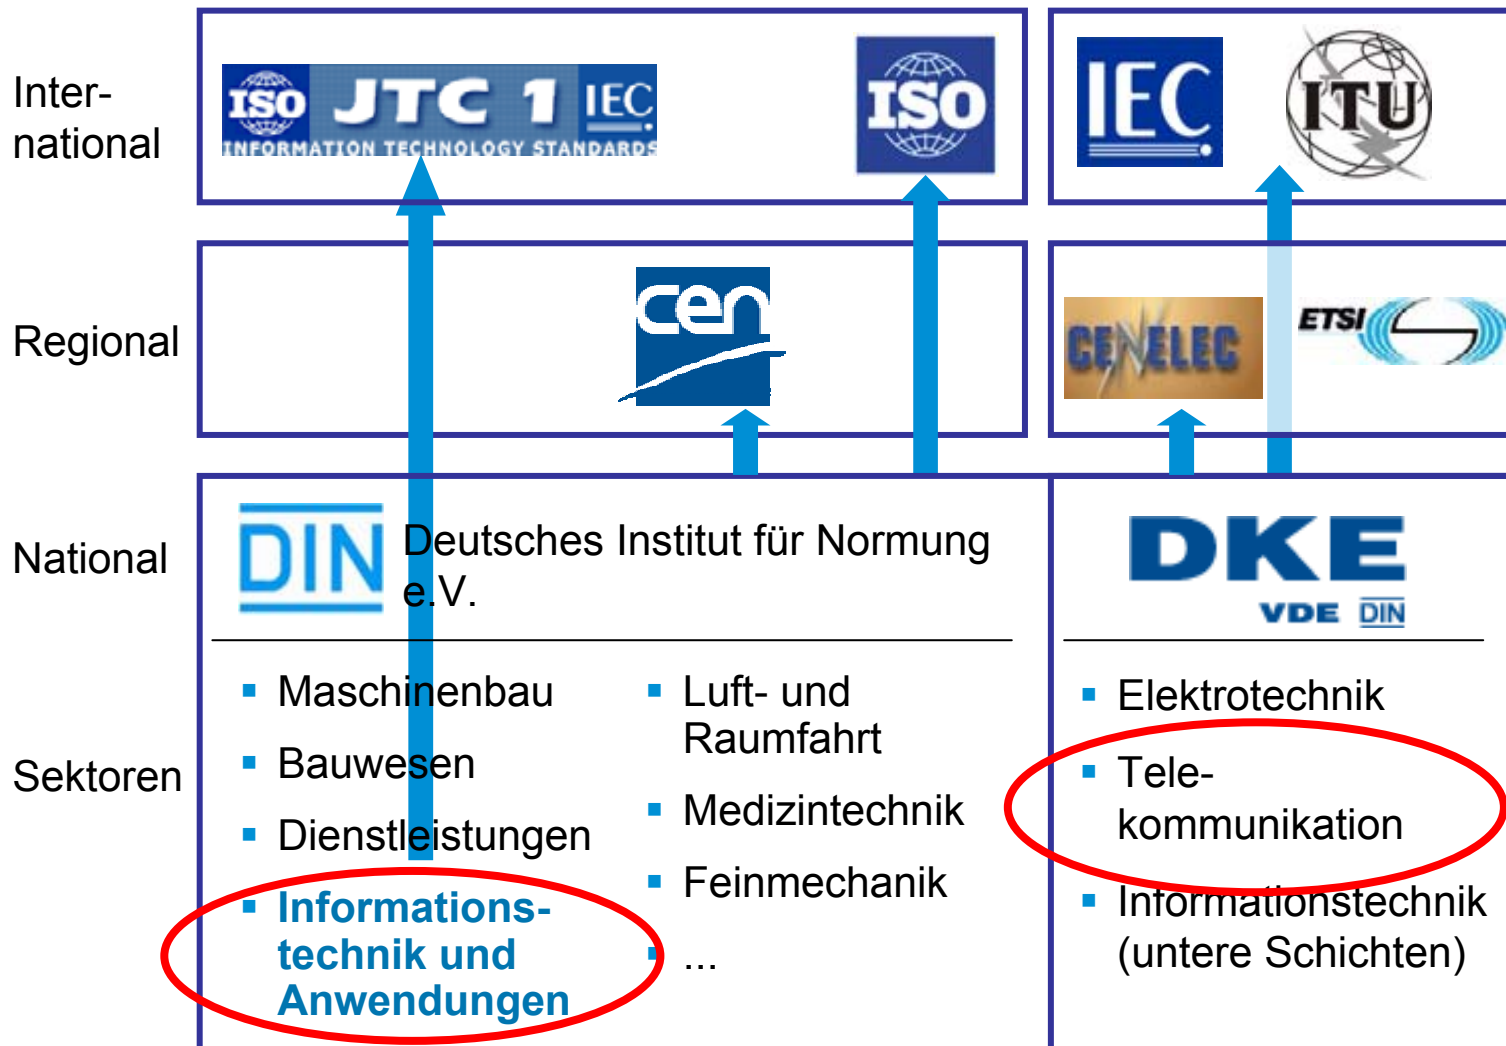 Inter-
national
ISO JTC 1 IEC
INFORMATION TECHNOLOGY STANDARDS
ISO
IEC
ITU
Regional
cen
CENELEC
ETSI
National
DIN
Deutsches Institut für Normung
e.V.
DKE
VDE DIN
Sektoren
Maschinenbau
Bauwesen
Dienstleistungen
Informations-
technik und
Anwendungen
Luft- und
Raumfahrt
Medizintechnik
Feinmechanik
...
Elektrotechnik
Tele-
kommunikation
Informationstechnik
(untere Schichten)